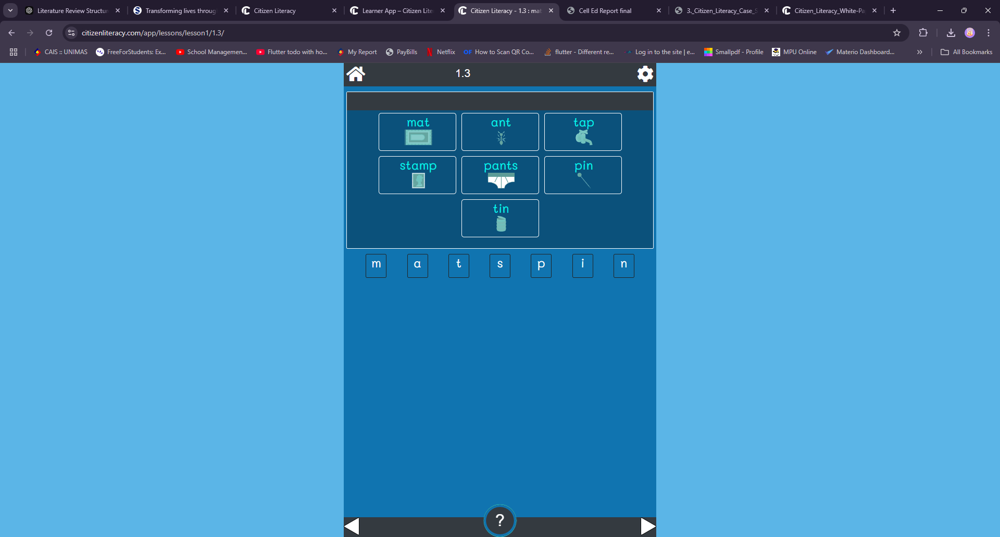 Literature Review Structur
Transforming lives throug
Citizen Literacy
Learner App – Citizen Lite
Citizen Literacy - 1.3 : mat
Cell Ed Report final
3._Citizen_Literacy_Case_S
Citizen_Literacy_White-Pa
citizenliteracy.com/app/lessons/lesson1/1.3/
CAIS :: UNIMAS
FreeForStudents: Ex...
School Managemen...
Flutter todo with ho...
My Report
PayBills
Netflix
OF How to Scan QR Co...
flutter - Different re...
Log in to the site | e...
Smallpdf - Profile
MPU Online
Materio Dashboard...
All Bookmarks
1.3
mat ant tap
stamp pants pin
tin
m a t s p i n
?